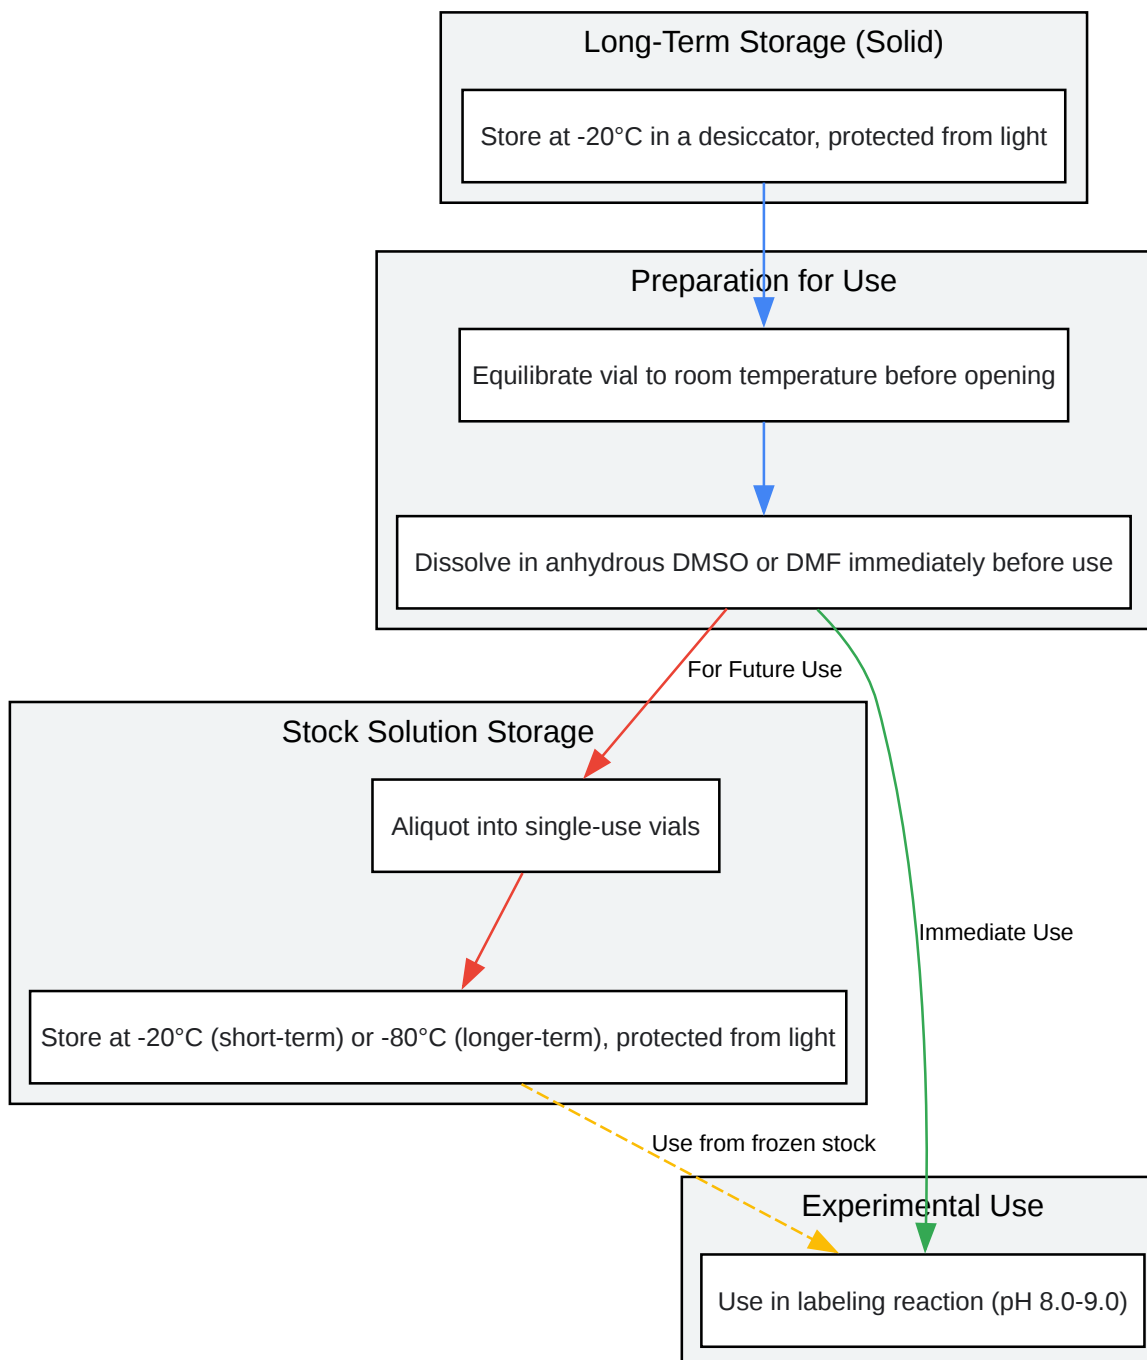 Long-Term Storage (Solid)
Store at -20°C in a desiccator, protected from light
Preparation for Use
Equilibrate vial to room temperature before opening
Dissolve in anhydrous DMSO or DMF immediately before use
For Future Use
Stock Solution Storage
Aliquot into single-use vials
Immediate Use
Store at -20°C (short-term) or -80°C (longer-term), protected from light
Use from frozen stock
Experimental Use
Use in labeling reaction (pH 8.0-9.0)